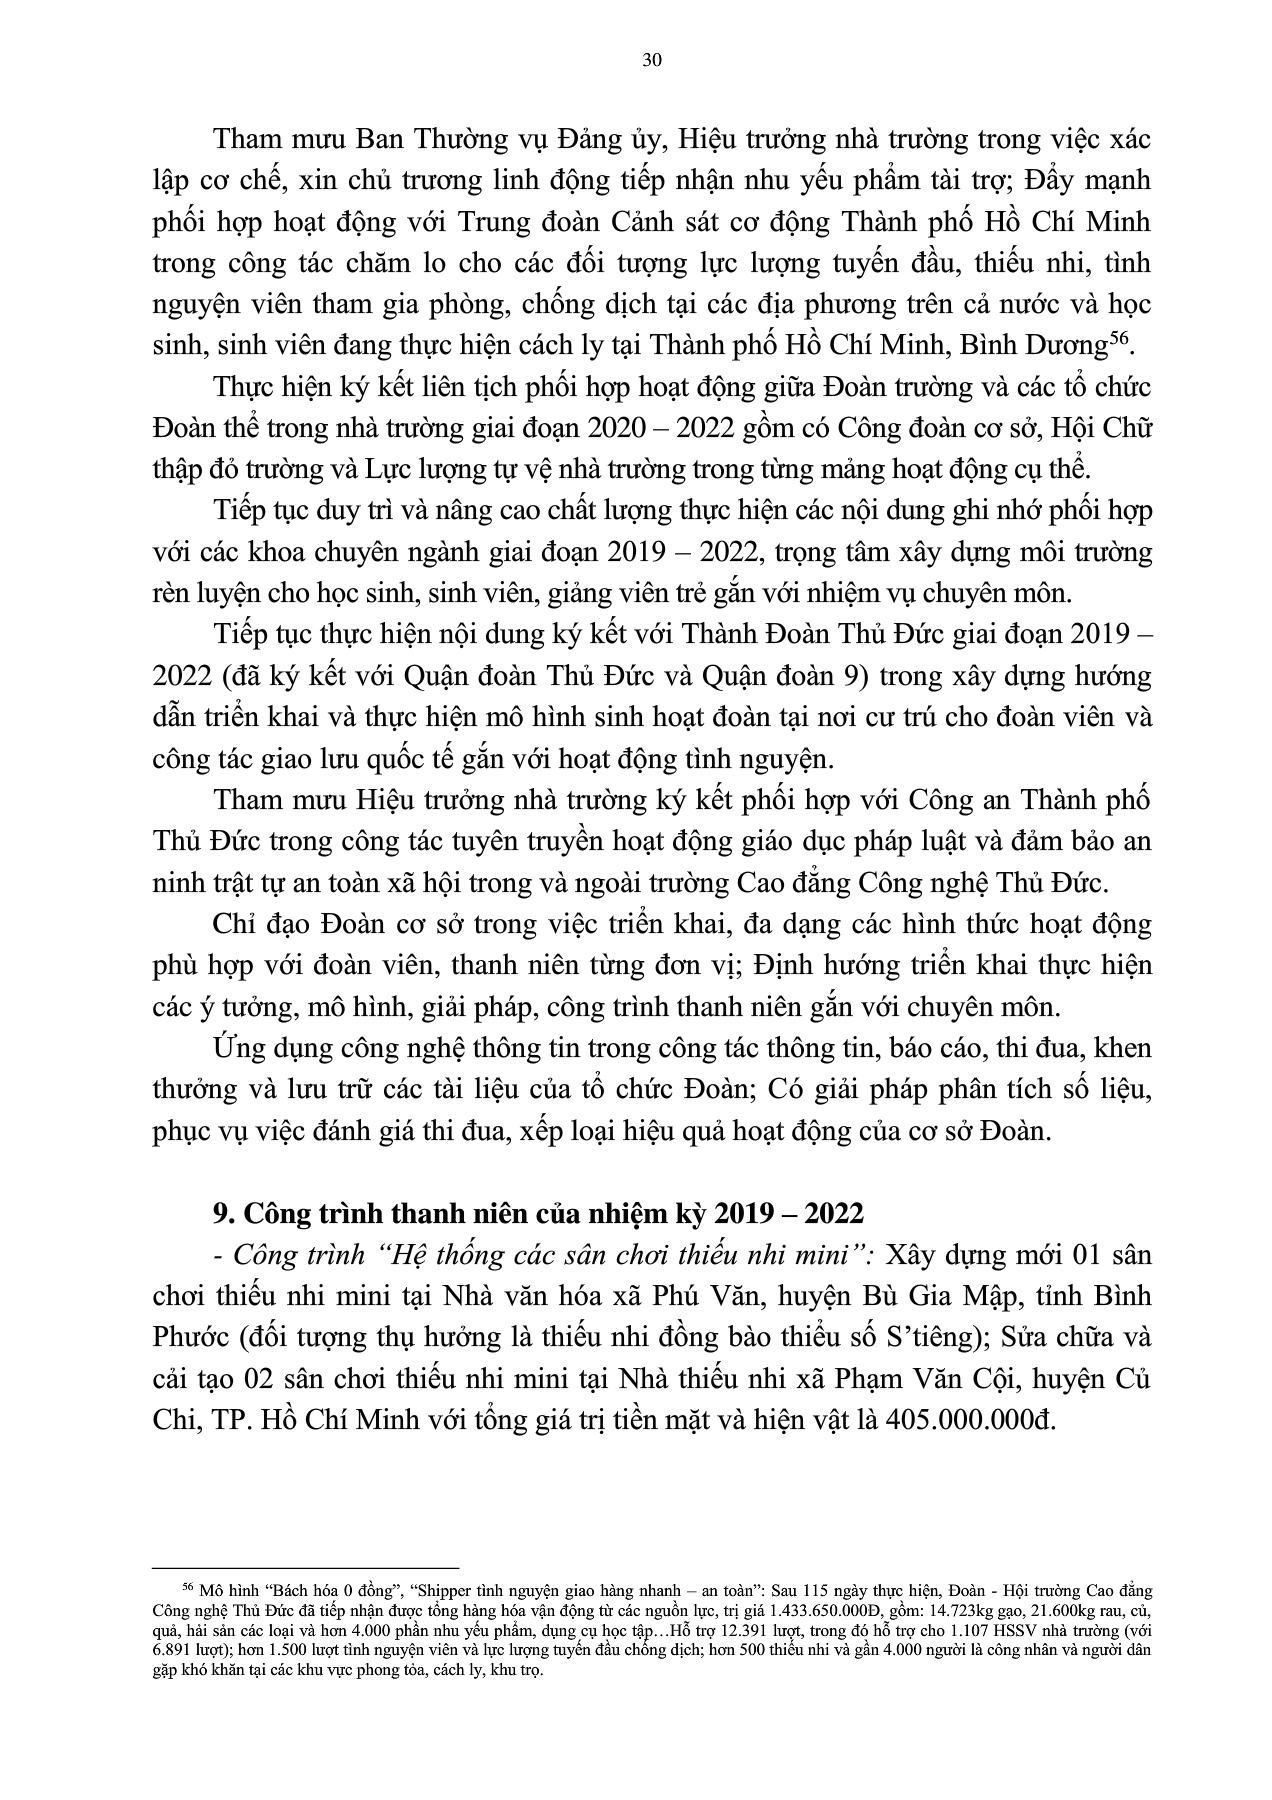 30
Tham mưu Ban Thường vụ Đảng ủy, Hiệu trưởng nhà trường trong việc xác
lập cơ chế, xin chủ trương linh động tiếp nhận nhu yếu phẩm tài trợ; Đẩy mạnh
phối hợp hoạt động với Trung đoàn Cảnh sát cơ động Thành phố Hồ Chí Minh
trong công tác chăm lo cho các đối tượng lực lượng tuyến đầu, thiếu nhi, tình
nguyện viên tham gia phòng, chống dịch tại các địa phương trên cả nước và học
sinh, sinh viên đang thực hiện cách ly tại Thành phố Hồ Chí Minh, Bình Dương⁵⁶.
Thực hiện ký kết liên tịch phối hợp hoạt động giữa Đoàn trường và các tổ chức
Đoàn thể trong nhà trường giai đoạn 2020 – 2022 gồm có Công đoàn cơ sở, Hội Chữ
thập đỏ trường và Lực lượng tự vệ nhà trường trong từng mảng hoạt động cụ thể.
Tiếp tục duy trì và nâng cao chất lượng thực hiện các nội dung ghi nhớ phối hợp
với các khoa chuyên ngành giai đoạn 2019 – 2022, trọng tâm xây dựng môi trường
rèn luyện cho học sinh, sinh viên, giảng viên trẻ gắn với nhiệm vụ chuyên môn.
Tiếp tục thực hiện nội dung ký kết với Thành Đoàn Thủ Đức giai đoạn 2019 –
2022 (đã ký kết với Quận đoàn Thủ Đức và Quận đoàn 9) trong xây dựng hướng
dẫn triển khai và thực hiện mô hình sinh hoạt đoàn tại nơi cư trú cho đoàn viên và
công tác giao lưu quốc tế gắn với hoạt động tình nguyện.
Tham mưu Hiệu trưởng nhà trường ký kết phối hợp với Công an Thành phố
Thủ Đức trong công tác tuyên truyền hoạt động giáo dục pháp luật và đảm bảo an
ninh trật tự an toàn xã hội trong và ngoài trường Cao đẳng Công nghệ Thủ Đức.
Chỉ đạo Đoàn cơ sở trong việc triển khai, đa dạng các hình thức hoạt động
phù hợp với đoàn viên, thanh niên từng đơn vị; Định hướng triển khai thực hiện
các ý tưởng, mô hình, giải pháp, công trình thanh niên gắn với chuyên môn.
Ứng dụng công nghệ thông tin trong công tác thông tin, báo cáo, thi đua, khen
thưởng và lưu trữ các tài liệu của tổ chức Đoàn; Có giải pháp phân tích số liệu,
phục vụ việc đánh giá thi đua, xếp loại hiệu quả hoạt động của cơ sở Đoàn.
9. Công trình thanh niên của nhiệm kỳ 2019 – 2022
- Công trình “Hệ thống các sân chơi thiếu nhi mini”: Xây dựng mới 01 sân
chơi thiếu nhi mini tại Nhà văn hóa xã Phú Văn, huyện Bù Gia Mập, tỉnh Bình
Phước (đối tượng thụ hưởng là thiếu nhi đồng bào thiểu số S’tiêng); Sửa chữa và
cải tạo 02 sân chơi thiếu nhi mini tại Nhà thiếu nhi xã Phạm Văn Cội, huyện Củ
Chi, TP. Hồ Chí Minh với tổng giá trị tiền mặt và hiện vật là 405.000.000đ.
⁵⁶ Mô hình “Bách hóa 0 đồng”, “Shipper tình nguyện giao hàng nhanh – an toàn”: Sau 115 ngày thực hiện, Đoàn - Hội trường Cao đẳng
Công nghệ Thủ Đức đã tiếp nhận được tổng hàng hóa vận động từ các nguồn lực, trị giá 1.433.650.000Đ, gồm: 14.723kg gạo, 21.600kg rau, củ,
quả, hải sản các loại và hơn 4.000 phần nhu yếu phẩm, dụng cụ học tập…Hỗ trợ 12.391 lượt, trong đó hỗ trợ cho 1.107 HSSV nhà trường (với
6.891 lượt); hơn 1.500 lượt tình nguyện viên và lực lượng tuyến đầu chống dịch; hơn 500 thiếu nhi và gần 4.000 người là công nhân và người dân
gặp khó khăn tại các khu vực phong tỏa, cách ly, khu trọ.